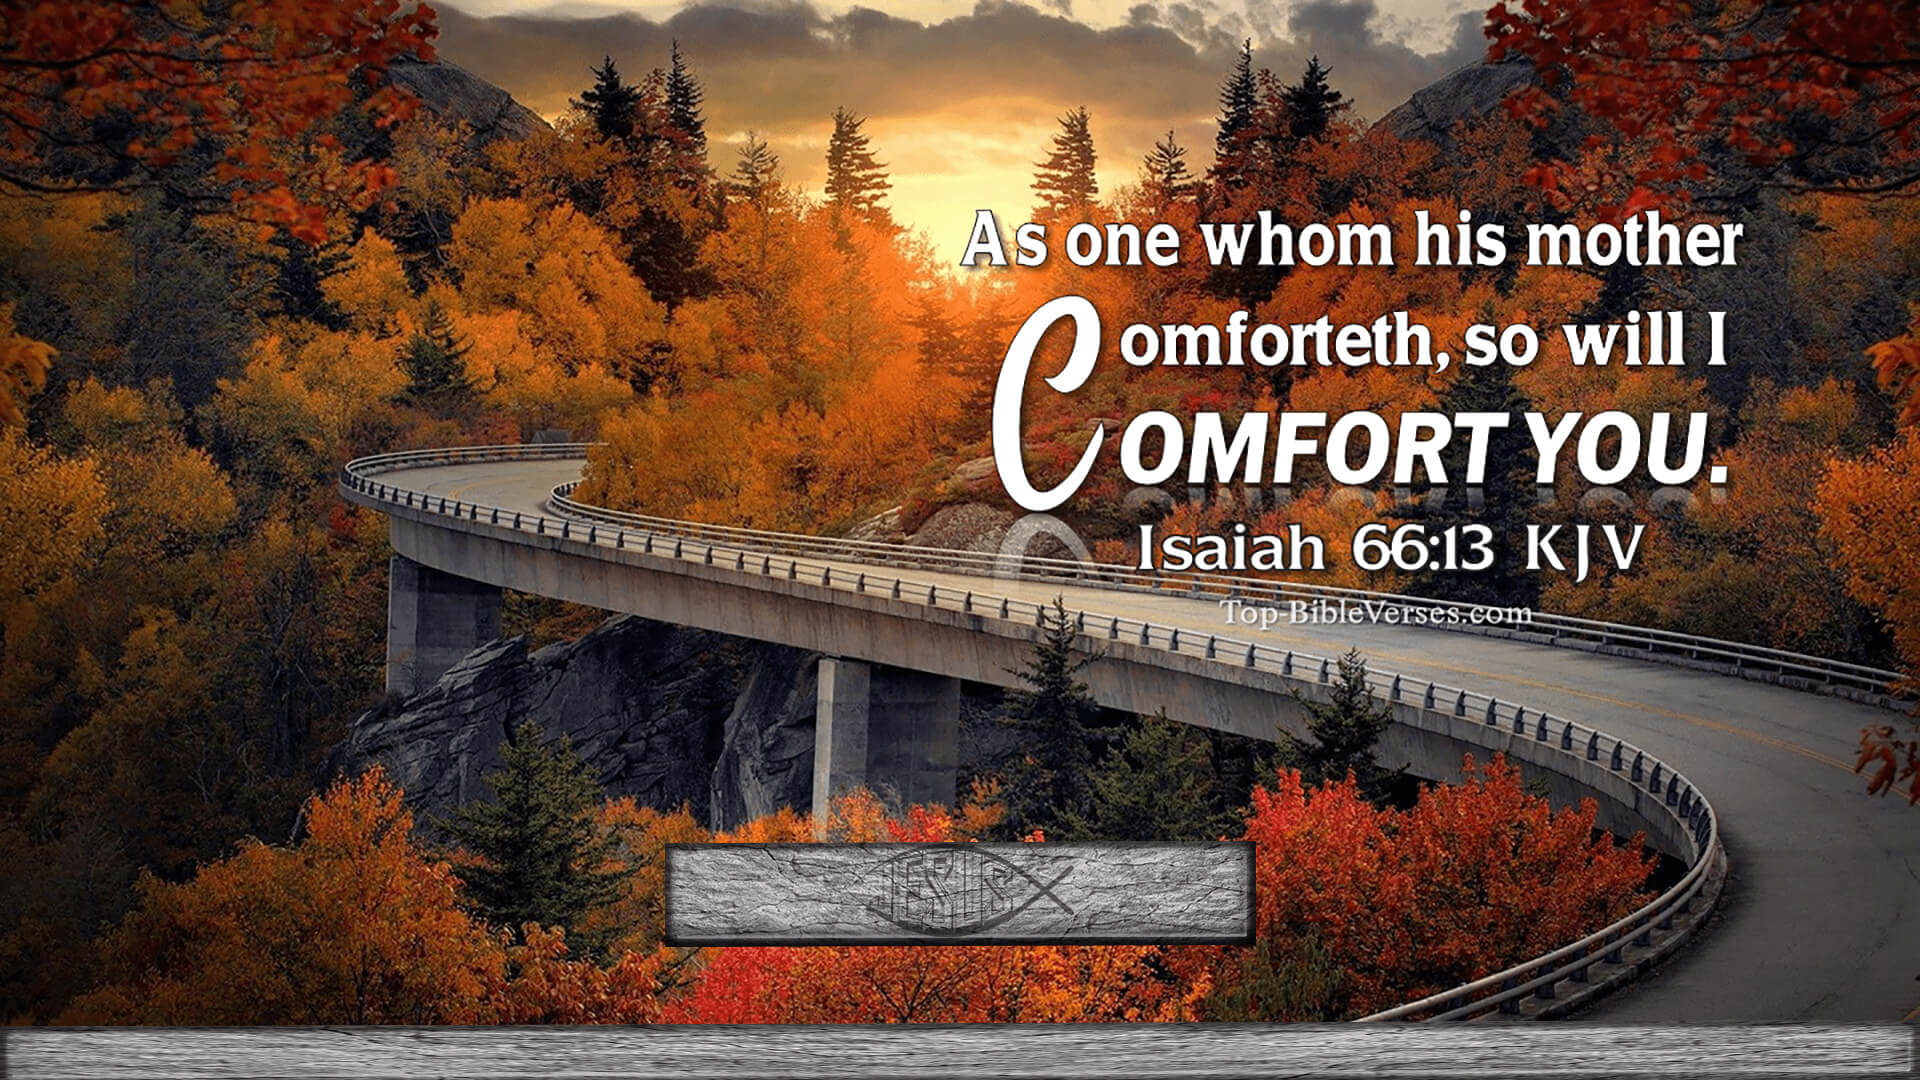 As one whom his mother
Comforteth, so will I
COMFORT YOU.
Isaiah 66:13 KJV
Top-BibleVerses.com
JESUS